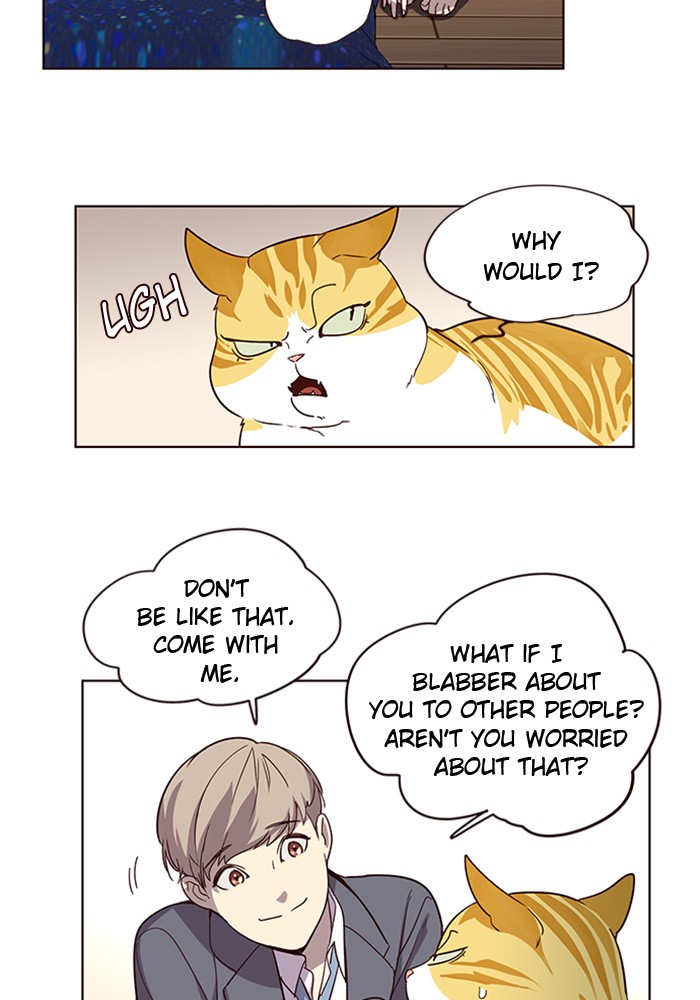 WHY
WOULD I?
UGH
DON'T
BE LIKE THAT.
COME WITH
ME.
WHAT IF I
BLABBER ABOUT
YOU TO OTHER PEOPLE?
AREN'T YOU WORRIED
ABOUT THAT?